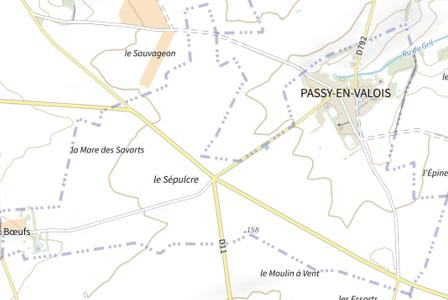 le Sauvageon
D792
Ru du Gril
PASSY-EN-VALOIS
la Mare des Savarts
l'Épine
le Sépulcre
Bœufs
158
D11
le Moulin à Vent
les Essarts